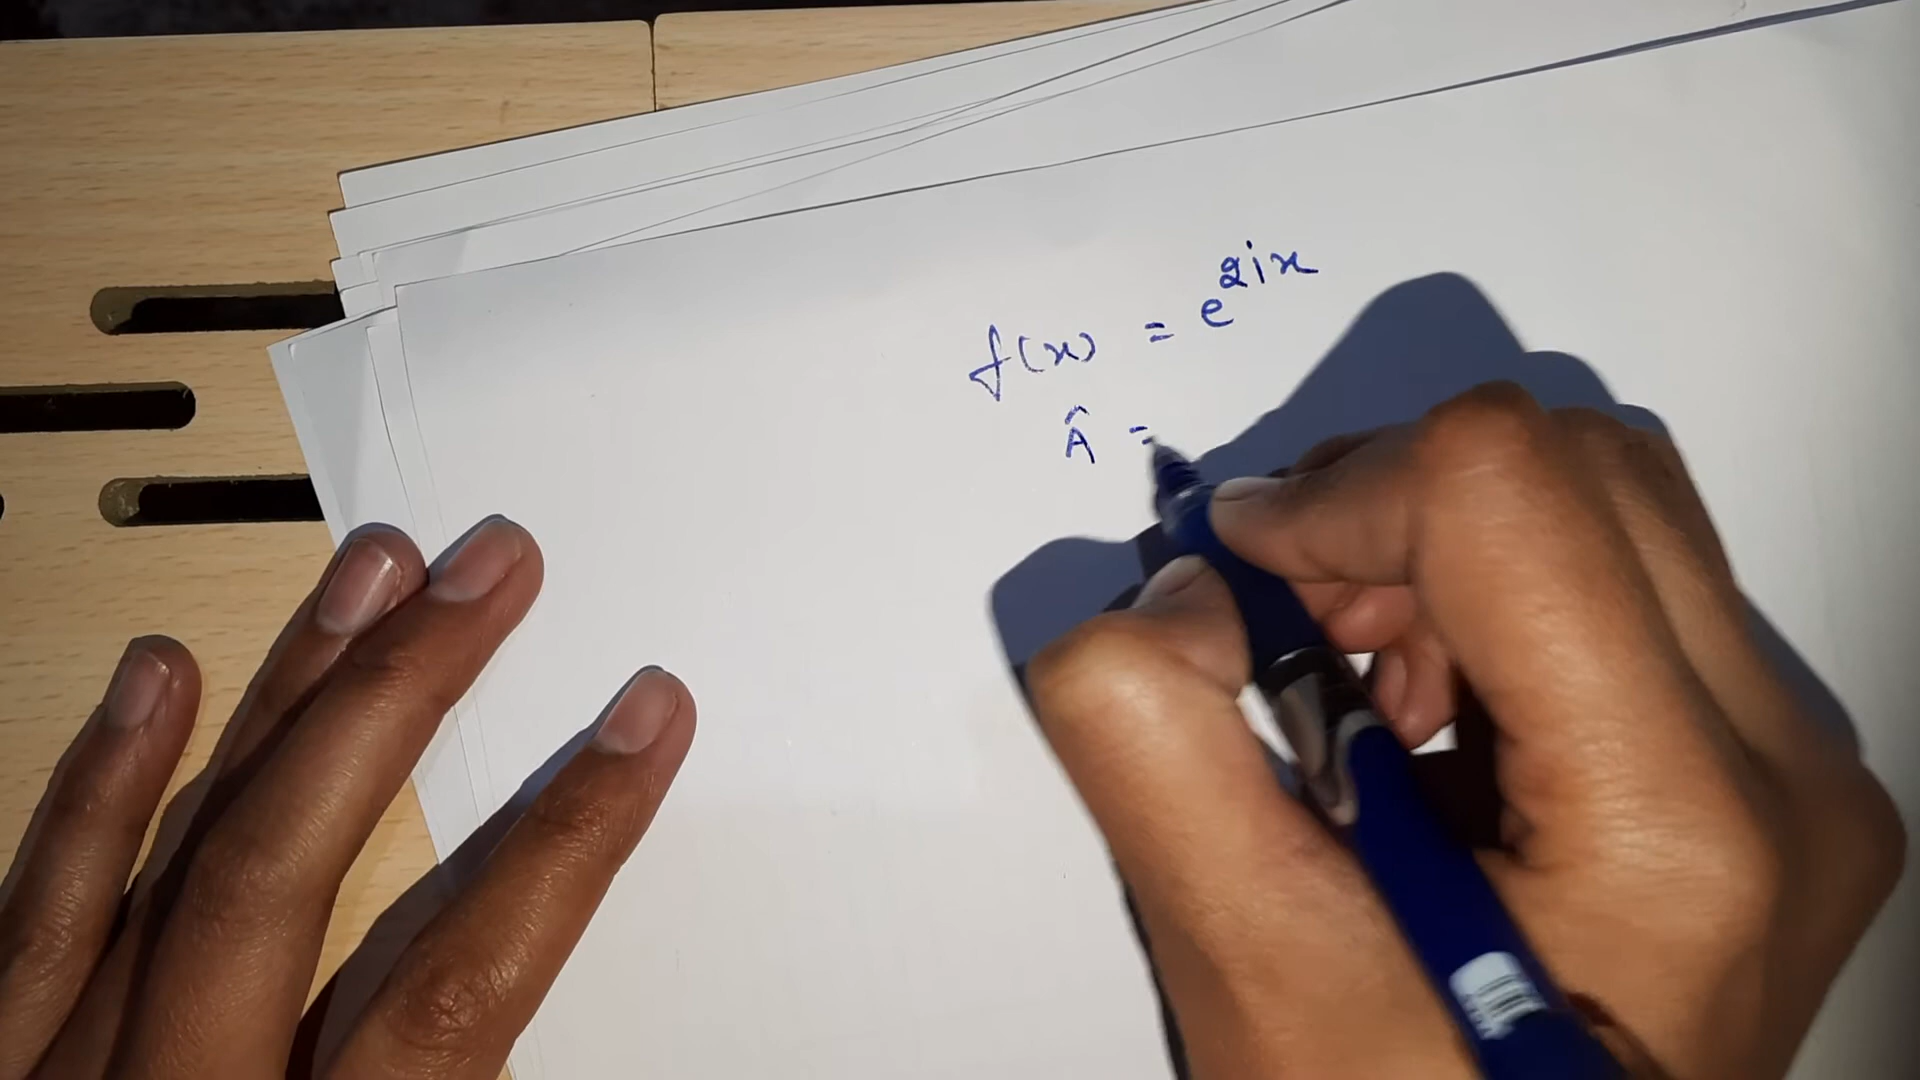 f(x) = e^{2ix}
Â =